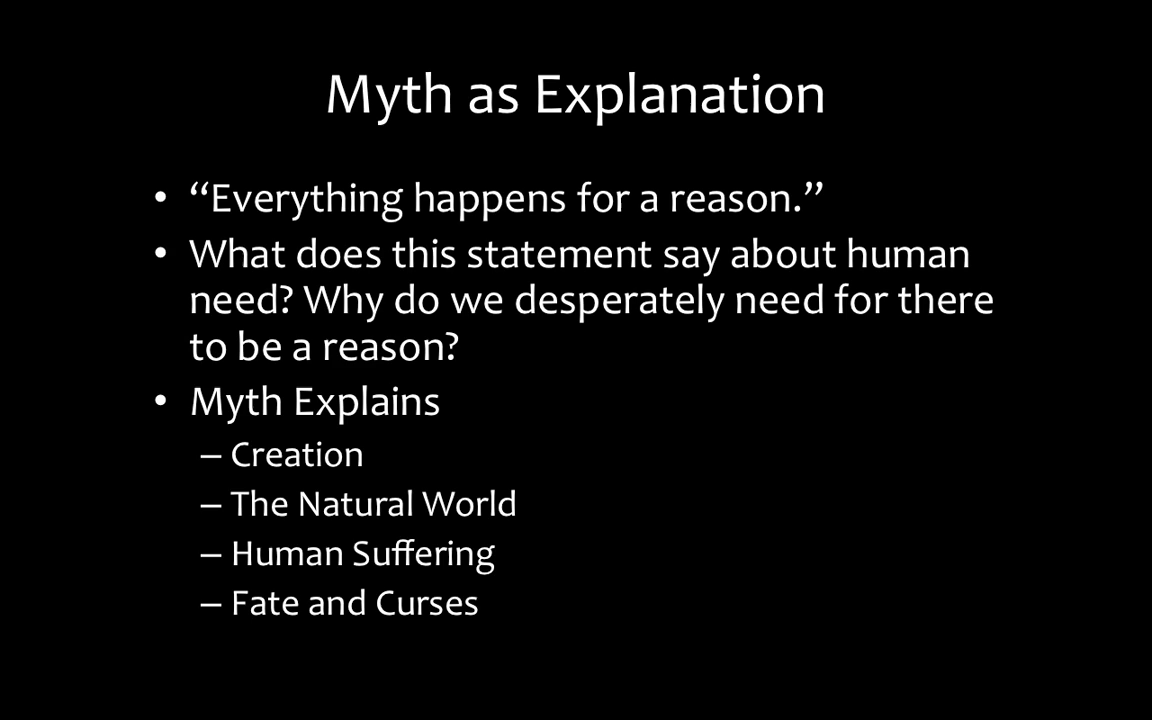 Myth as Explanation
• “Everything happens for a reason.”
• What does this statement say about human
need? Why do we desperately need for there
to be a reason?
• Myth Explains
– Creation
– The Natural World
– Human Suffering
– Fate and Curses